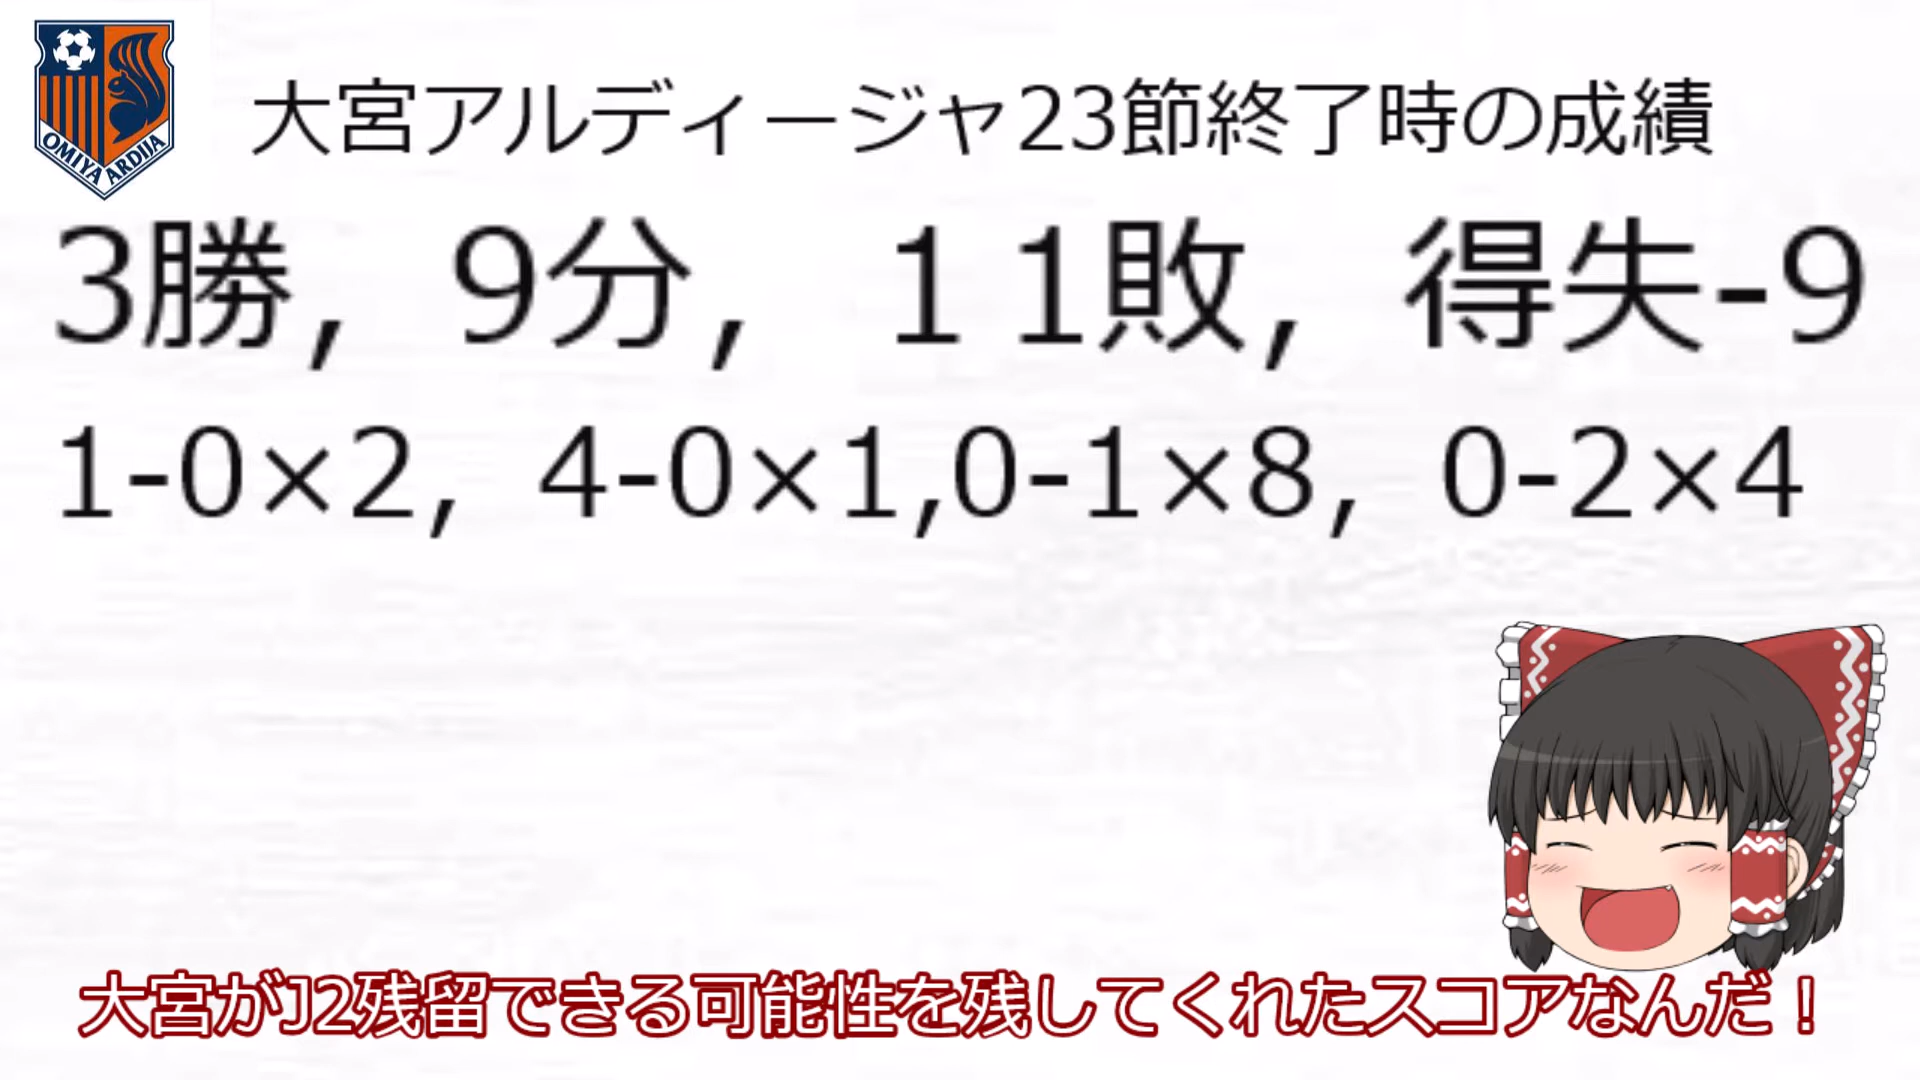 OMIYA ARDIJA
大宮アルディージャ23節終了時の成績
3勝，9分，11敗，得失-9
1-0×2，4-0×1,0-1×8，0-2×4
大宮がJ2残留できる可能性を残してくれたスコアなんだ！